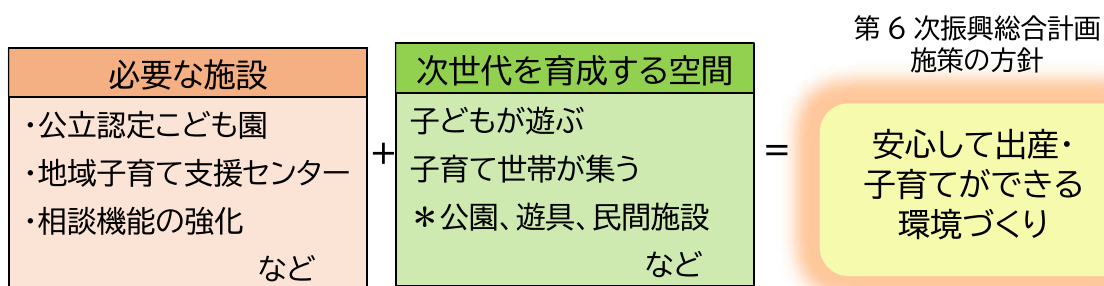 必要な施設
・公立認定こども園
・地域子育て支援センター
・相談機能の強化
など
+
次世代を育成する空間
子どもが遊ぶ
子育て世帯が集う
＊公園、遊具、民間施設
など
=
第6次振興総合計画
施策の方針
安心して出産・
子育てができる
環境づくり